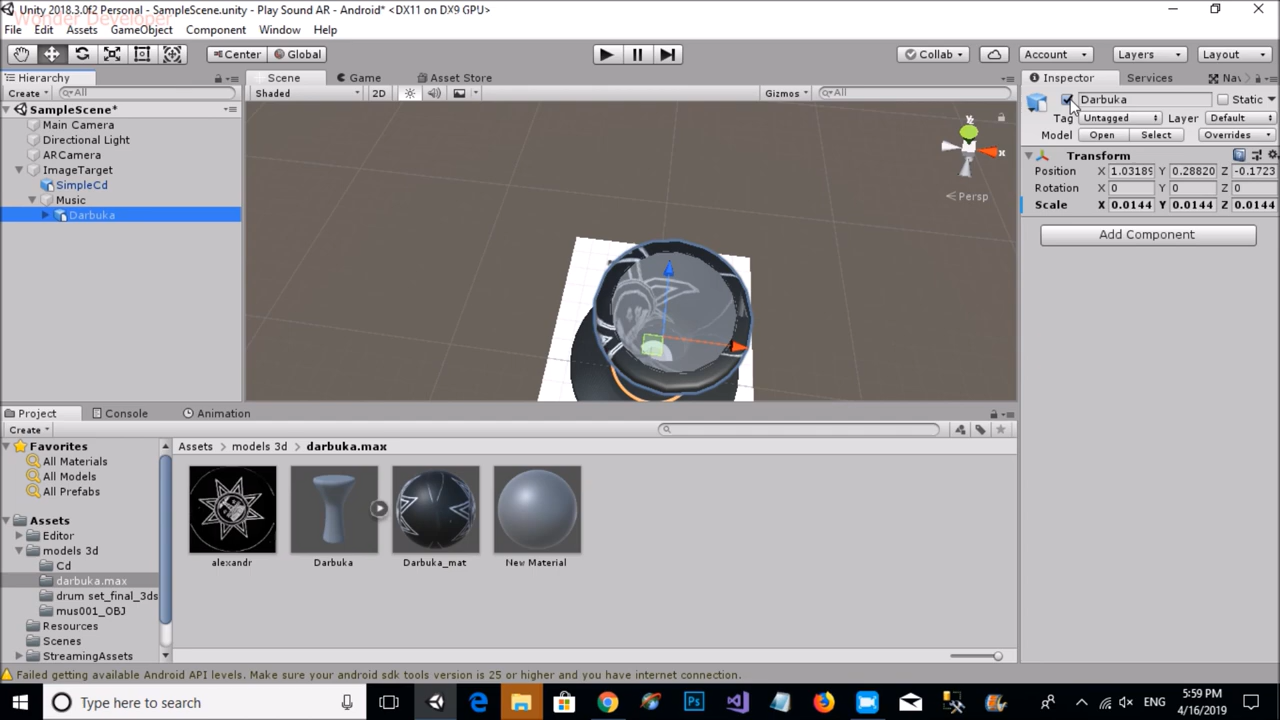 Unity 2018.3.0f2 Personal - SampleScene.unity - Play Sound AR - Android* <DX11 on DX9 GPU>
Wonder Developer
File Edit Assets GameObject Component Window Help
Center Global Collab Account Layers Layout
Hierarchy
Create All
SampleScene*
Main Camera
Directional Light
ARCamera
ImageTarget
SimpleCd
Music
Darbuka
Scene Game Asset Store
Shaded 2D Gizmos All
y
x
Persp
Inspector Services Nav
Darbuka Static
Tag Untagged Layer Default
Model Open Select Overrides
Transform
Position X 1.03189 Y 0.28820 Z -0.1723
Rotation X 0 Y 0 Z 0
Scale X 0.0144 Y 0.0144 Z 0.0144
Add Component
Project Console Animation
Create
Favorites
All Materials
All Models
All Prefabs
Assets
Editor
models 3d
Cd
darbuka.max
drum set_final_3ds
mus001_OBJ
Resources
Scenes
StreamingAssets
Assets > models 3d > darbuka.max
alexandr Darbuka Darbuka_mat New Material
Failed getting available Android API levels. Make sure your android sdk tools version is 25 or higher and you have internet connection.
Type here to search
ENG
5:59 PM
4/16/2019